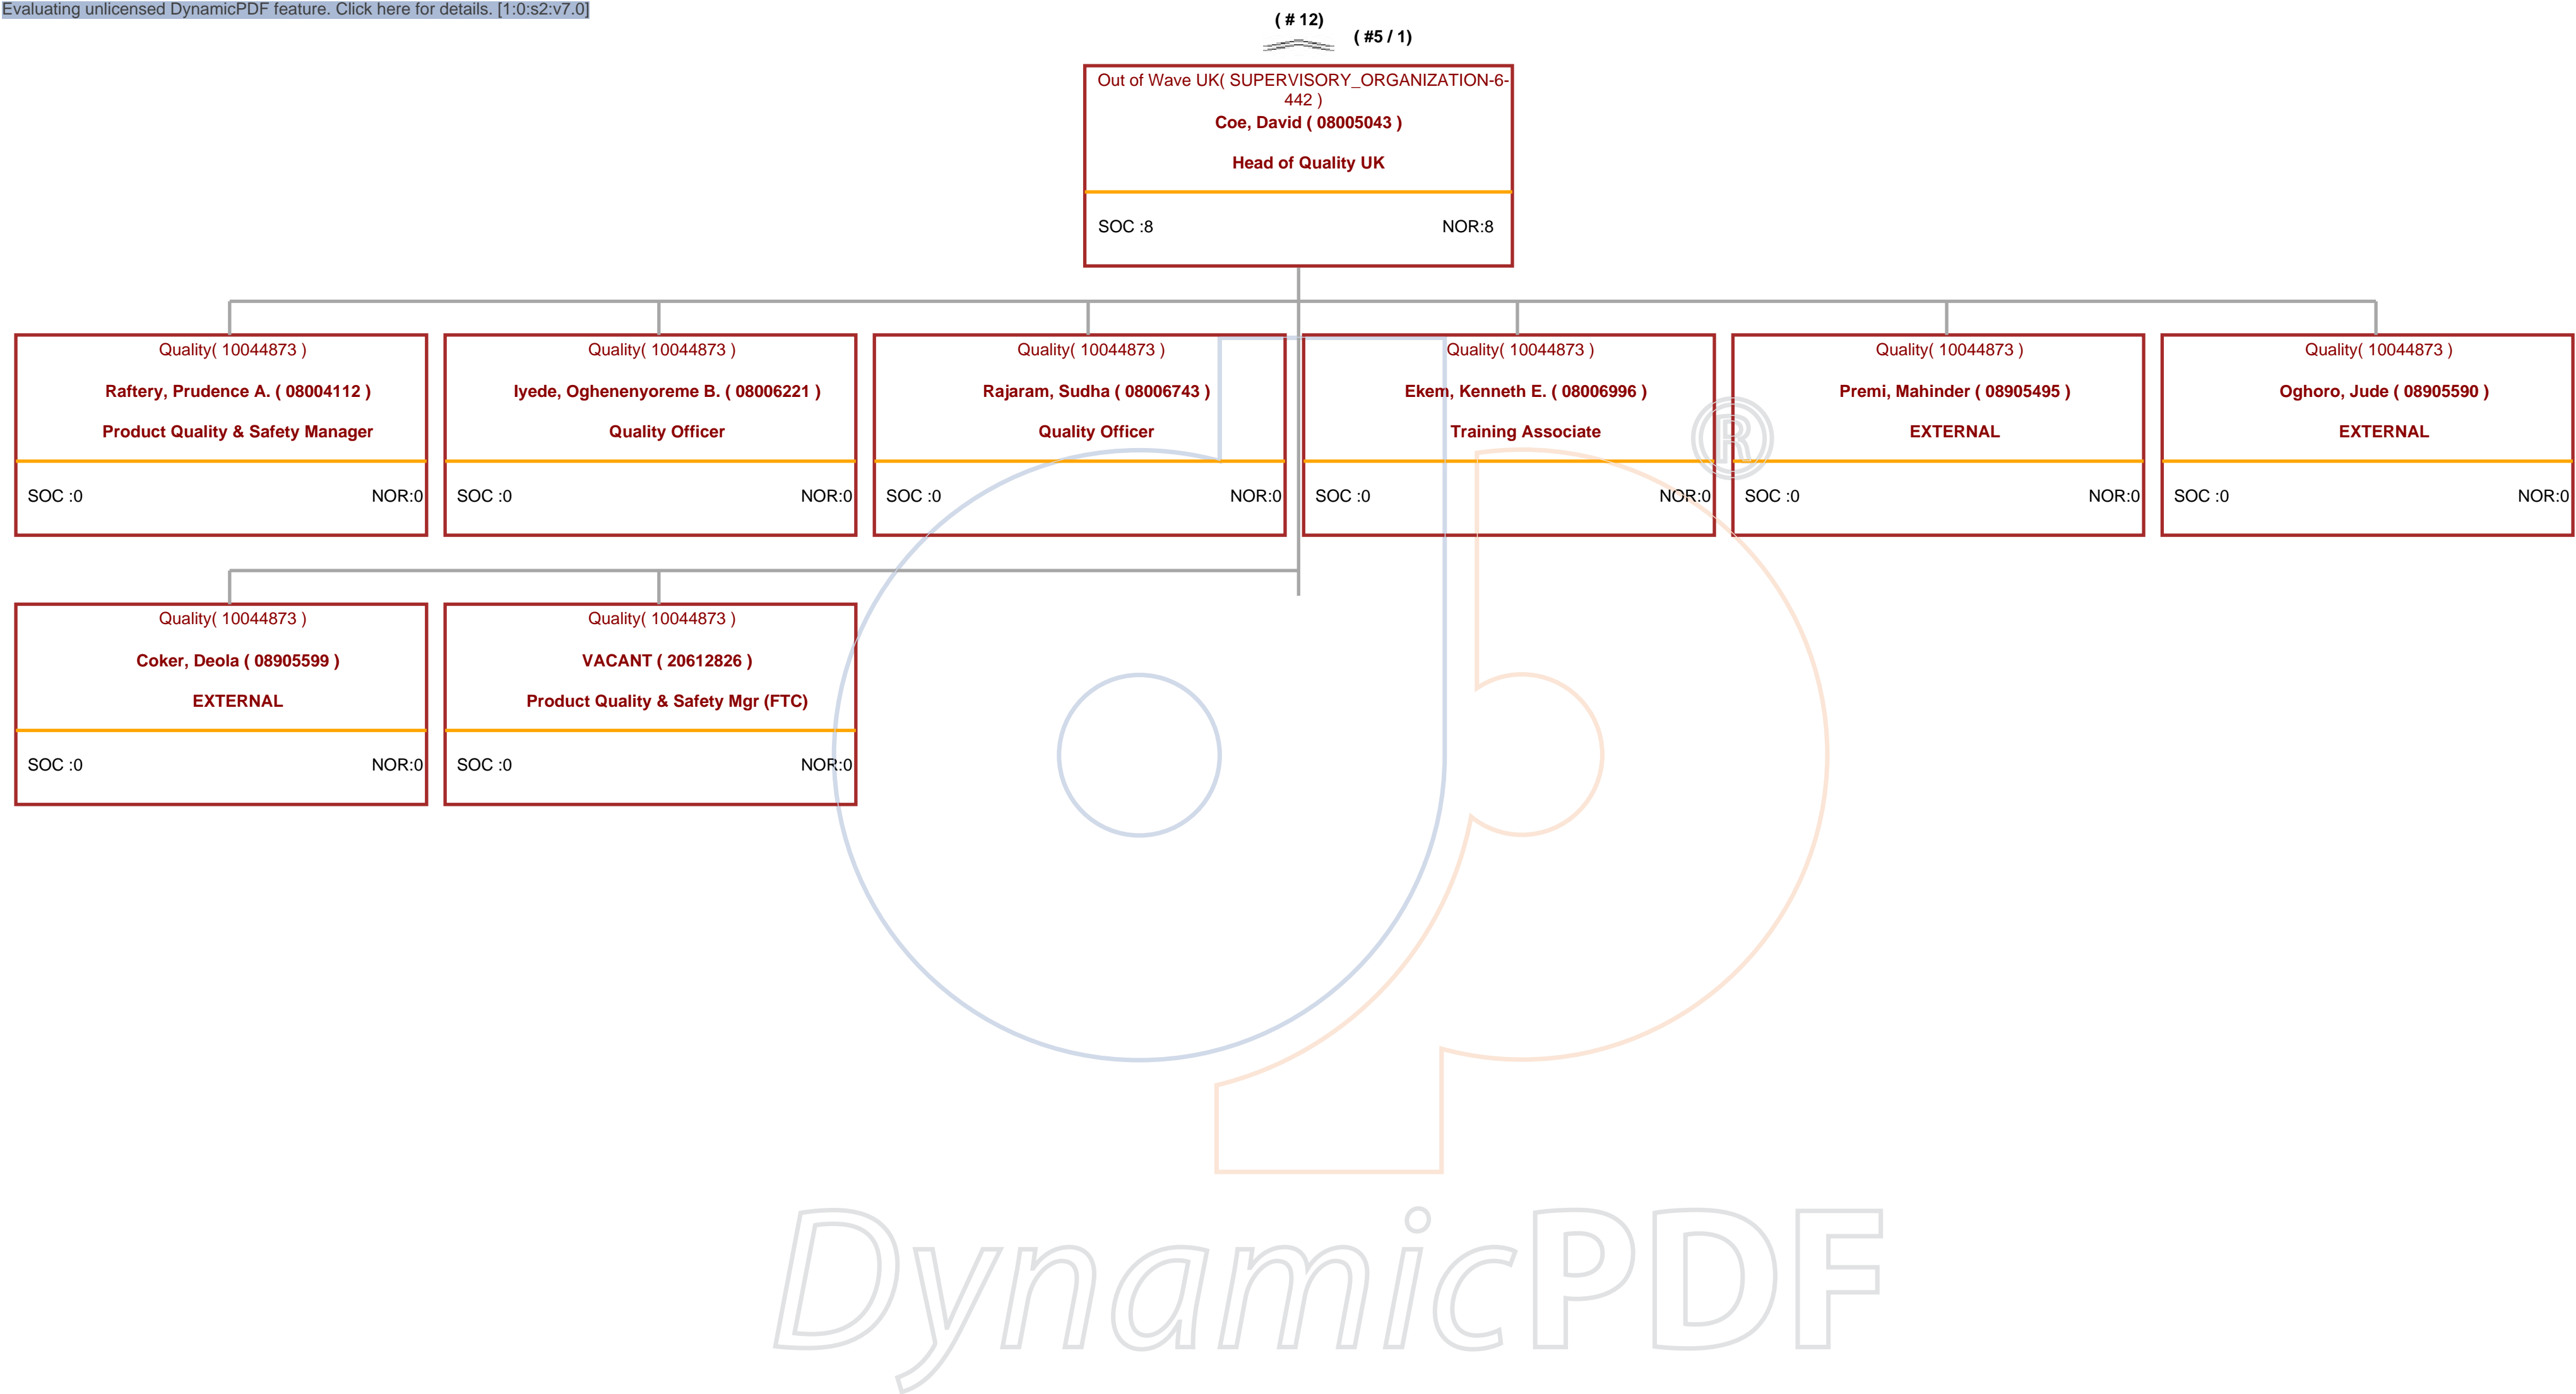 Evaluating unlicensed DynamicPDF feature. Click here for details. [1:0:s2:v7.0]
( # 12)
( #5 / 1)
Out of Wave UK( SUPERVISORY_ORGANIZATION-6-
442 )
Coe, David ( 08005043 )
Head of Quality UK
SOC :8 NOR:8
Quality( 10044873 ) Quality( 10044873 ) Quality( 10044873 ) Quality( 10044873 ) Quality( 10044873 ) Quality( 10044873 )
Raftery, Prudence A. ( 08004112 ) Iyede, Oghenenyoreme B. ( 08006221 ) Rajaram, Sudha ( 08006743 ) Ekem, Kenneth E. ( 08006996 ) Premi, Mahinder ( 08905495 ) Oghoro, Jude ( 08905590 )
Product Quality & Safety Manager Quality Officer Quality Officer Training Associate EXTERNAL EXTERNAL
SOC :0 NOR:0 SOC :0 NOR:0 SOC :0 NOR:0 SOC :0 NOR:0 SOC :0 NOR:0 SOC :0 NOR:0
Quality( 10044873 ) Quality( 10044873 )
Coker, Deola ( 08905599 ) VACANT ( 20612826 )
EXTERNAL Product Quality & Safety Mgr (FTC)
SOC :0 NOR:0 SOC :0 NOR:0
®
DynamicPDF